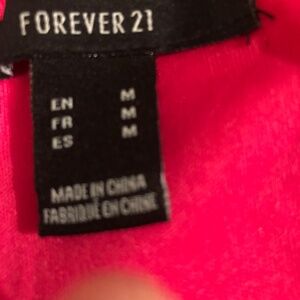 FOREVER 21
EN M
FR M
ES M
MADE IN CHINA
FABRIQUÉ EN CHINE